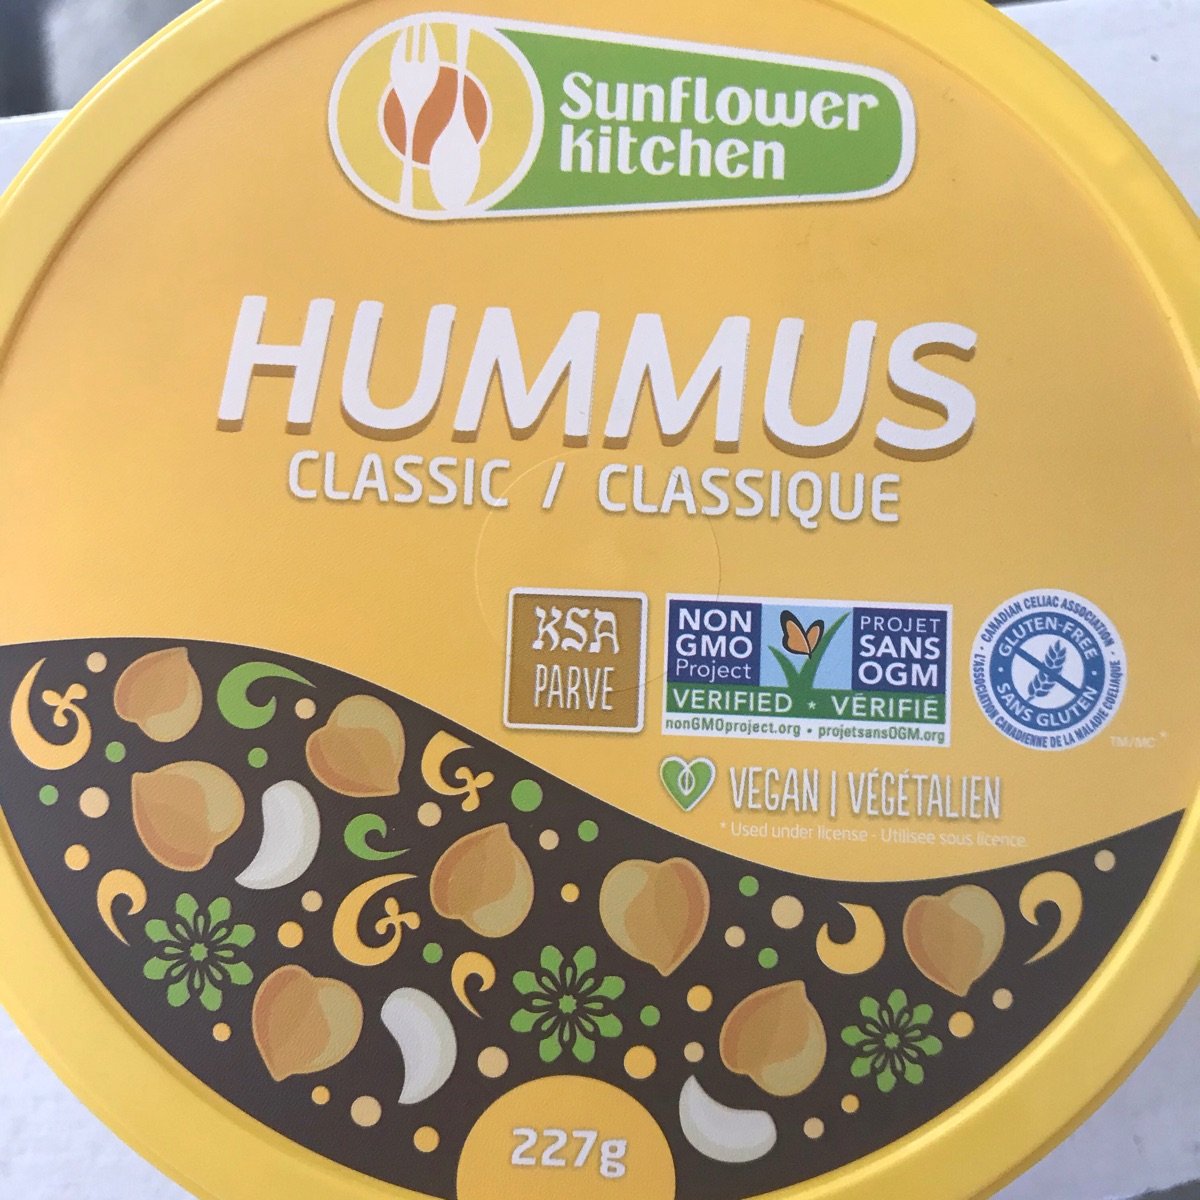 Sunflower
Kitchen
HUMMUS
CLASSIC / CLASSIQUE
KSA
PARVE
NON
GMO
Project
VERIFIED
PROJET
SANS
OGM
VÉRIFIÉ
nonGMOproject.org • projetsansOGM.org
CANADIAN CELIAC ASSOCIATION
GLUTEN-FREE
SANS GLUTEN
L'ASSOCIATION CANADIENNE DE LA MALADIE COELIAQUE
TM/MC*
VEGAN | VÉGÉTALIEN
* Used under license - Utilisee sous licence
227g